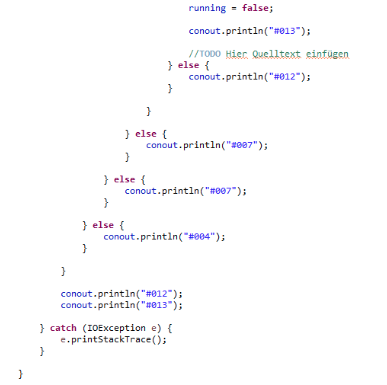 running = false;
conout.println("#013");
//TODO Hier Quelltext einfügen
} else {
conout.println("#012");
}
}
} else {
conout.println("#007");
}
} else {
conout.println("#007");
}
} else {
conout.println("#004");
}
}
conout.println("#012");
conout.println("#013");
} catch (IOException e) {
e.printStackTrace();
}
}